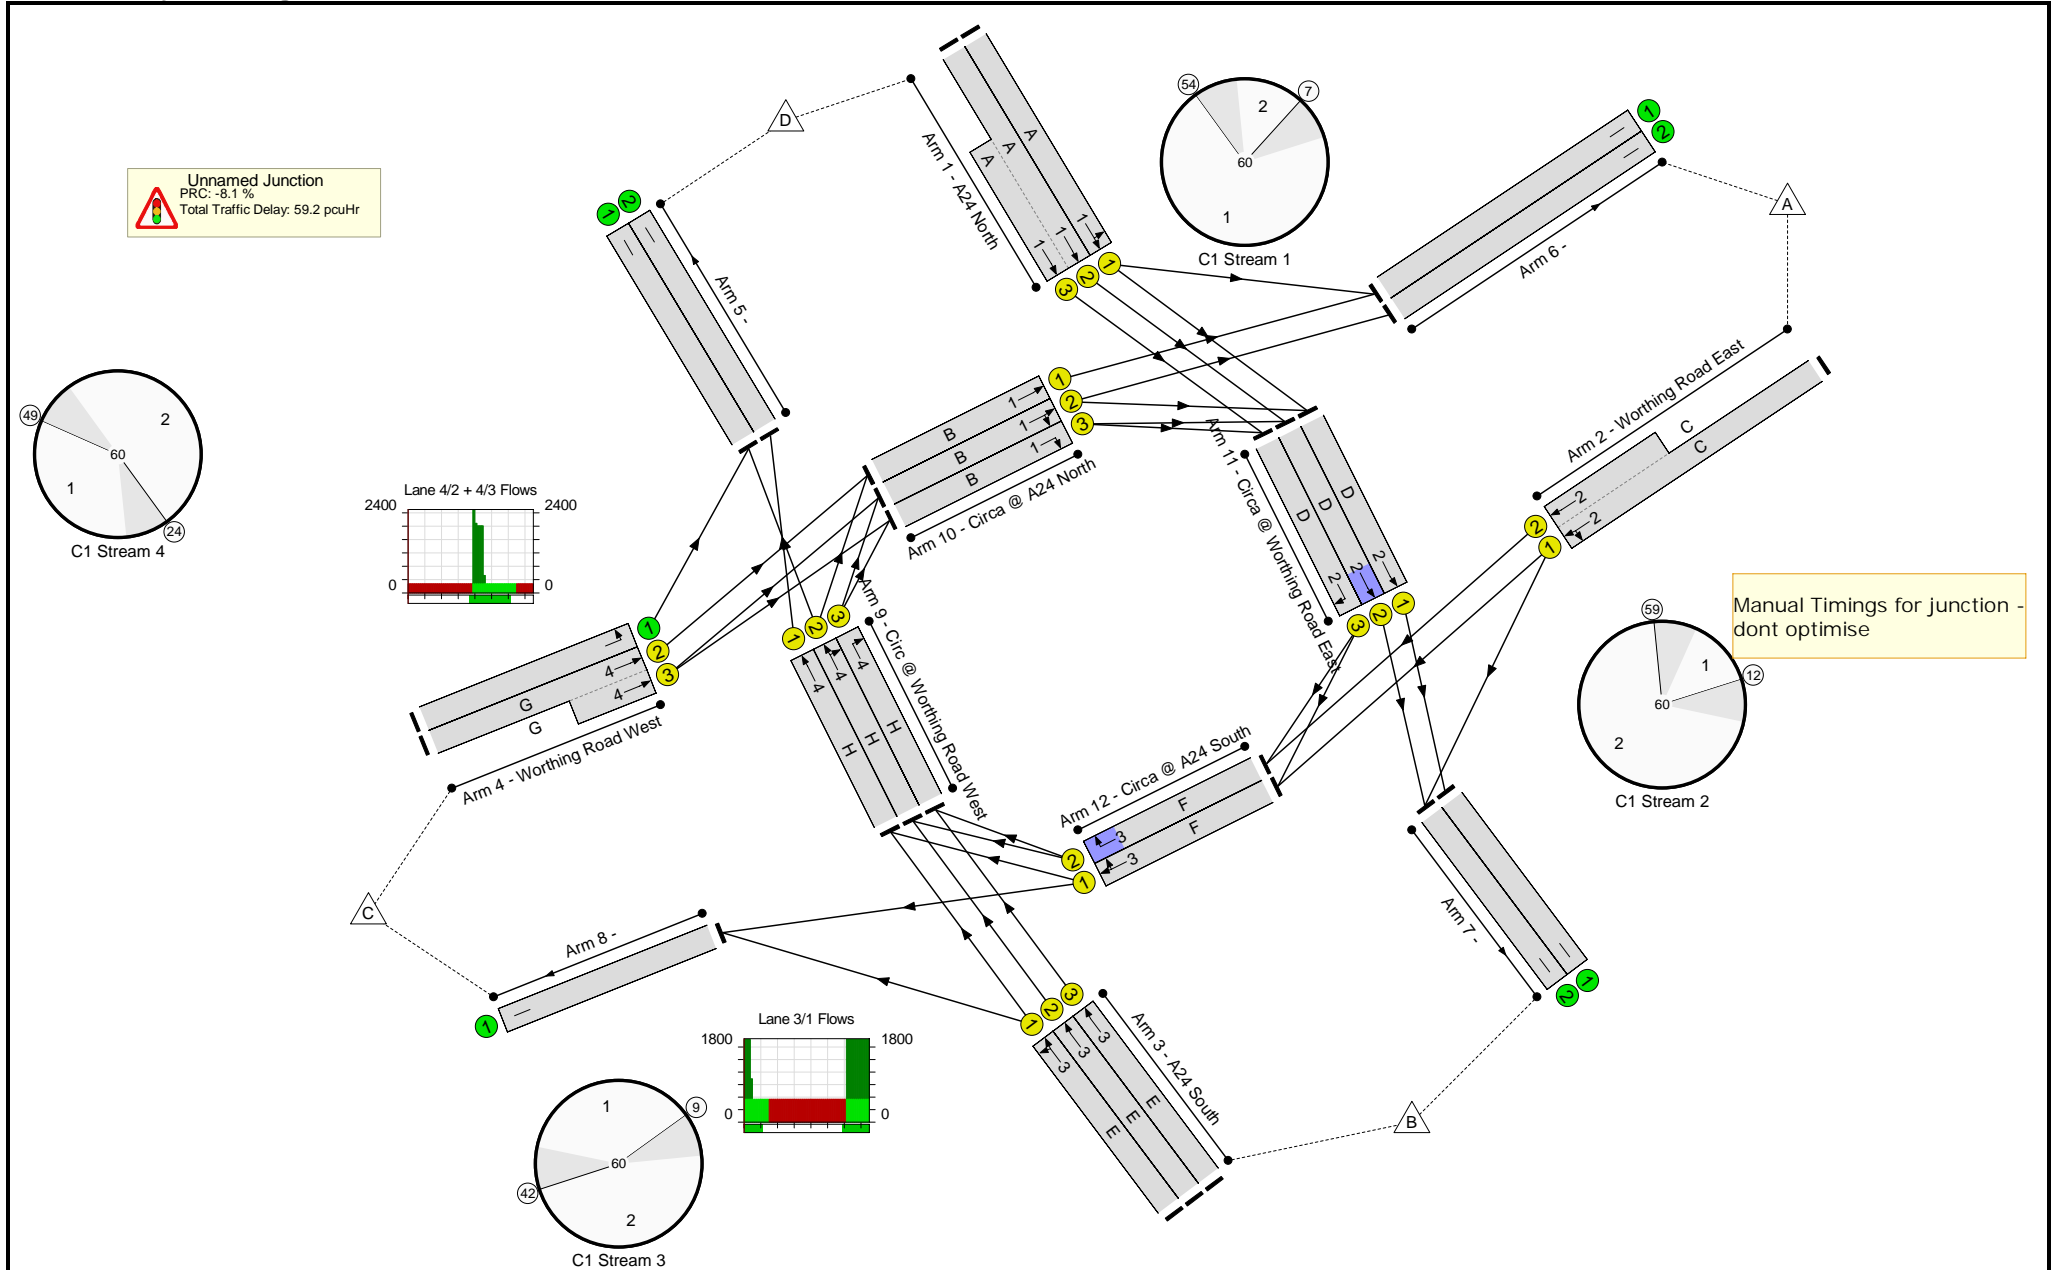 Unnamed Junction
PRC: -8.1 %
Total Traffic Delay: 59.2 pcuHr
D
A
A
A
1
1
1
Arm 1 - A24 North
1
2
3
54
7
2
60
1
C1 Stream 1
1
2
Arm 6 -
A
1
2
Arm 5 -
49
2
60
1
24
C1 Stream 4
Lane 4/2 + 4/3 Flows
2400
2400
0
0
B
B
B
1
1
1
1
2
3
Arm 10 - Circa @ A24 North
Arm 11 - Circa @ Worthing Road East
D
D
D
2
2
2
3
2
1
Arm 2 - Worthing Road East
C
C
2
2
2
1
Manual Timings for junction -
dont optimise
59
1
12
60
2
C1 Stream 2
1
2
3
4
4
G
G
Arm 4 - Worthing Road West
1
2
3
4
4
4
H
H
H
Arm 9 - Circ @ Worthing Road West
Arm 12 - Circa @ A24 South
F
F
3
3
2
1
C
Arm 8 -
1
Arm 7 -
2
1
Lane 3/1 Flows
1800
1800
0
0
1
2
3
3
3
3
E
E
E
Arm 3 - A24 South
B
1
9
60
42
2
C1 Stream 3